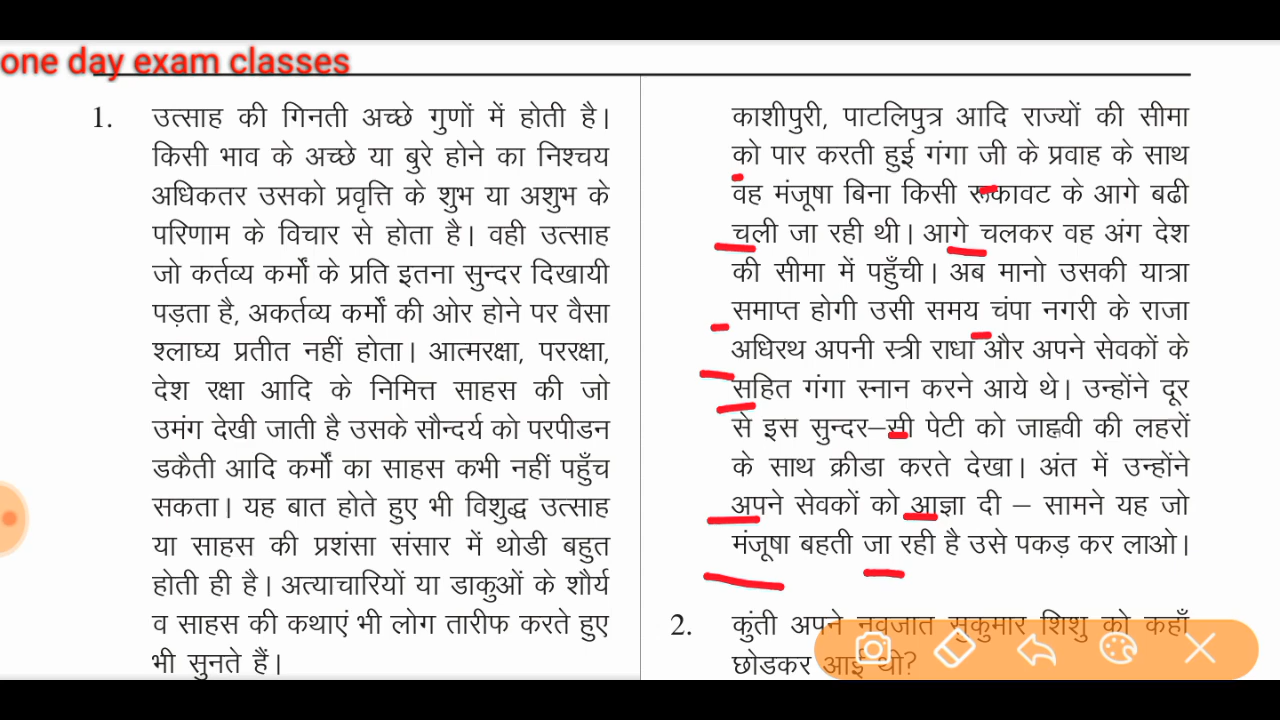 one day exam classes
1. उत्साह की गिनती अच्छे गुणों में होती है।
किसी भाव के अच्छे या बुरे होने का निश्चय
अधिकतर उसको प्रवृत्ति के शुभ या अशुभ के
परिणाम के विचार से होता है। वही उत्साह
जो कर्तव्य कर्मों के प्रति इतना सुन्दर दिखायी
पड़ता है, अकर्तव्य कर्मों की ओर होने पर वैसा
श्लाघ्य प्रतीत नहीं होता। आत्मरक्षा, पररक्षा,
देश रक्षा आदि के निमित्त साहस की जो
उमंग देखी जाती है उसके सौन्दर्य को परपीडन
डकैती आदि कर्मों का साहस कभी नहीं पहुँच
सकता। यह बात होते हुए भी विशुद्ध उत्साह
या साहस की प्रशंसा संसार में थोडी बहुत
होती ही है। अत्याचारियों या डाकुओं के शौर्य
व साहस की कथाएं भी लोग तारीफ करते हुए
भी सुनते हैं।
काशीपुरी, पाटलिपुत्र आदि राज्यों की सीमा
को पार करती हुई गंगा जी के प्रवाह के साथ
वह मंजूषा बिना किसी रूकावट के आगे बढी
चली जा रही थी। आगे चलकर वह अंग देश
की सीमा में पहुँची। अब मानो उसकी यात्रा
समाप्त होगी उसी समय चंपा नगरी के राजा
अधिरथ अपनी स्त्री राधा और अपने सेवकों के
सहित गंगा स्नान करने आये थे। उन्होंने दूर
से इस सुन्दर–सी पेटी को जाह्नवी की लहरों
के साथ क्रीडा करते देखा। अंत में उन्होंने
अपने सेवकों को आज्ञा दी – सामने यह जो
मंजूषा बहती जा रही है उसे पकड़ कर लाओ।
2. कुंती अपने नवजात सुकुमार शिशु को कहाँ
छोडकर आई थी?